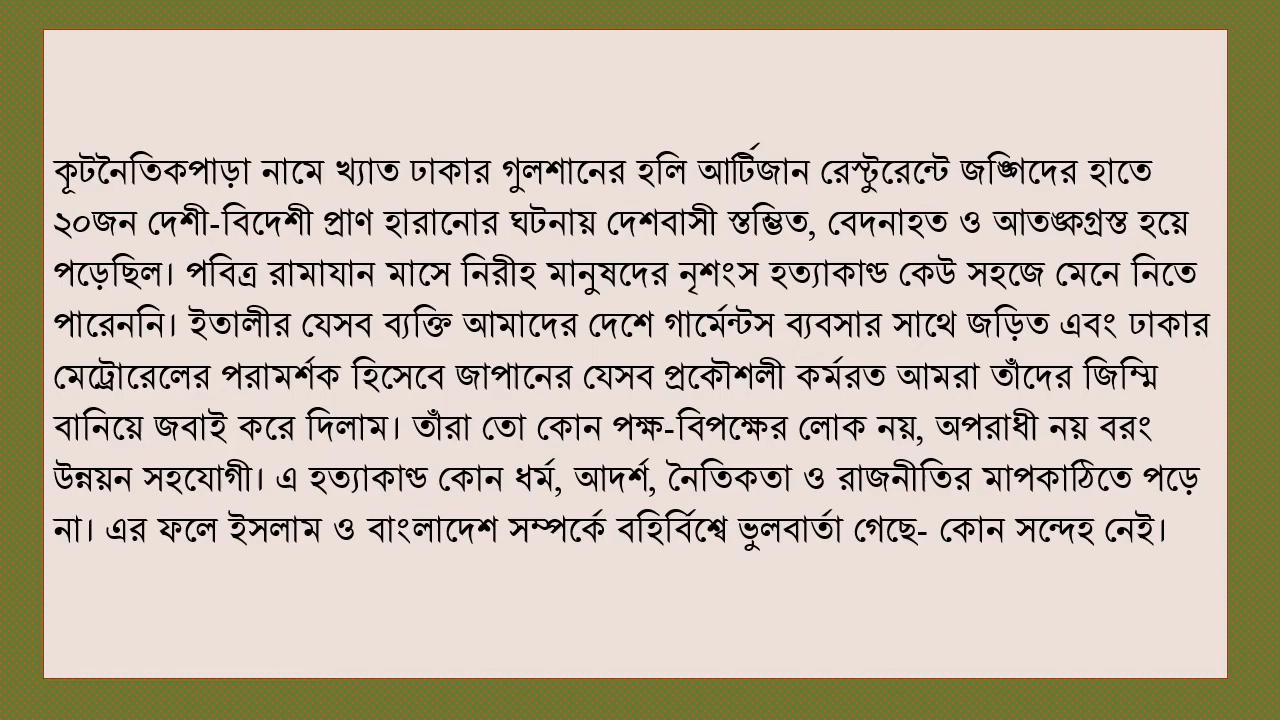 কূটনৈতিকপাড়া নামে খ্যাত ঢাকার গুলশানের হলি আর্টিজান রেস্টুরেন্টে জঙ্গিদের হাতে
২০জন দেশী-বিদেশী প্রাণ হারানোর ঘটনায় দেশবাসী স্তম্ভিত, বেদনাহত ও আতঙ্কগ্রস্ত হয়ে
পড়েছিল। পবিত্র রামাযান মাসে নিরীহ মানুষদের নৃশংস হত্যাকাণ্ড কেউ সহজে মেনে নিতে
পারেননি। ইতালীর যেসব ব্যক্তি আমাদের দেশে গার্মেন্টস ব্যবসার সাথে জড়িত এবং ঢাকার
মেট্রোরেলের পরামর্শক হিসেবে জাপানের যেসব প্রকৌশলী কর্মরত আমরা তাঁদের জিম্মি
বানিয়ে জবাই করে দিলাম। তাঁরা তো কোন পক্ষ-বিপক্ষের লোক নয়, অপরাধী নয় বরং
উন্নয়ন সহযোগী। এ হত্যাকাণ্ড কোন ধর্ম, আদর্শ, নৈতিকতা ও রাজনীতির মাপকাঠিতে পড়ে
না। এর ফলে ইসলাম ও বাংলাদেশ সম্পর্কে বহির্বিশ্বে ভুলবার্তা গেছে- কোন সন্দেহ নেই।